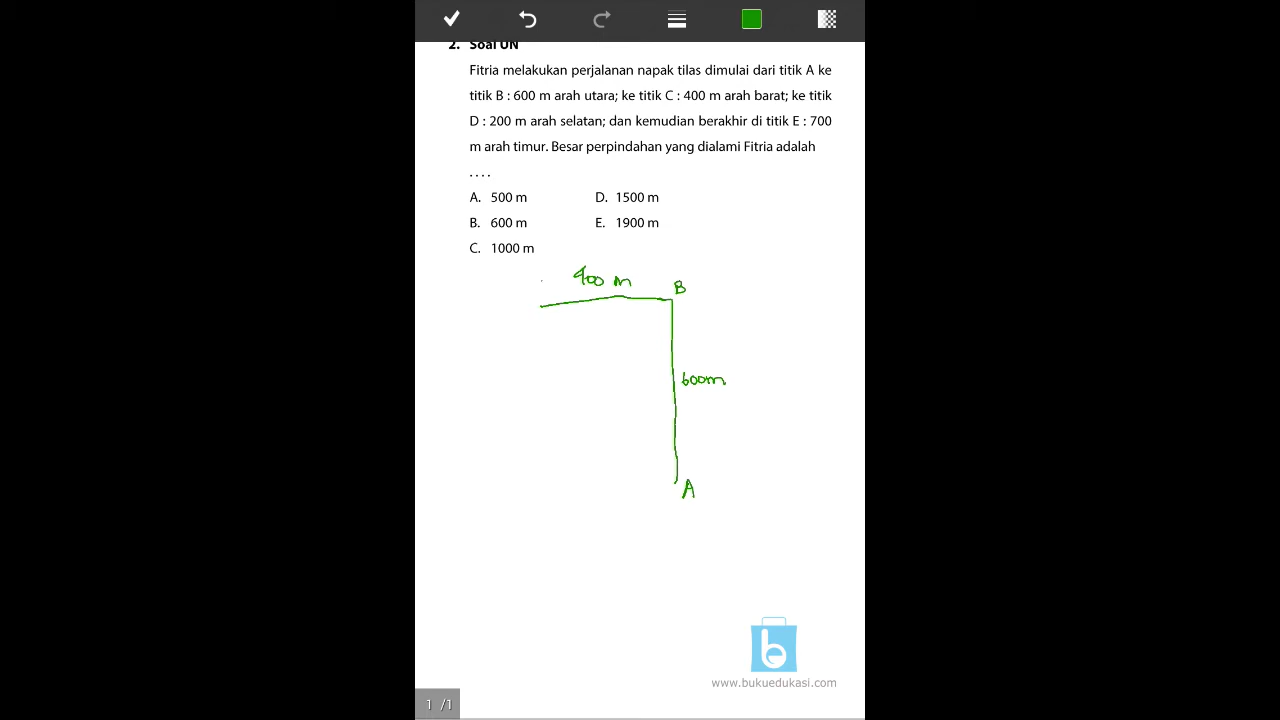 2. Soal UN
Fitria melakukan perjalanan napak tilas dimulai dari titik A ke
titik B : 600 m arah utara; ke titik C : 400 m arah barat; ke titik
D : 200 m arah selatan; dan kemudian berakhir di titik E : 700
m arah timur. Besar perpindahan yang dialami Fitria adalah
....
A. 500 m D. 1500 m
B. 600 m E. 1900 m
C. 1000 m
400 m
B
600m
A
b
www.bukuedukasi.com
1 /1